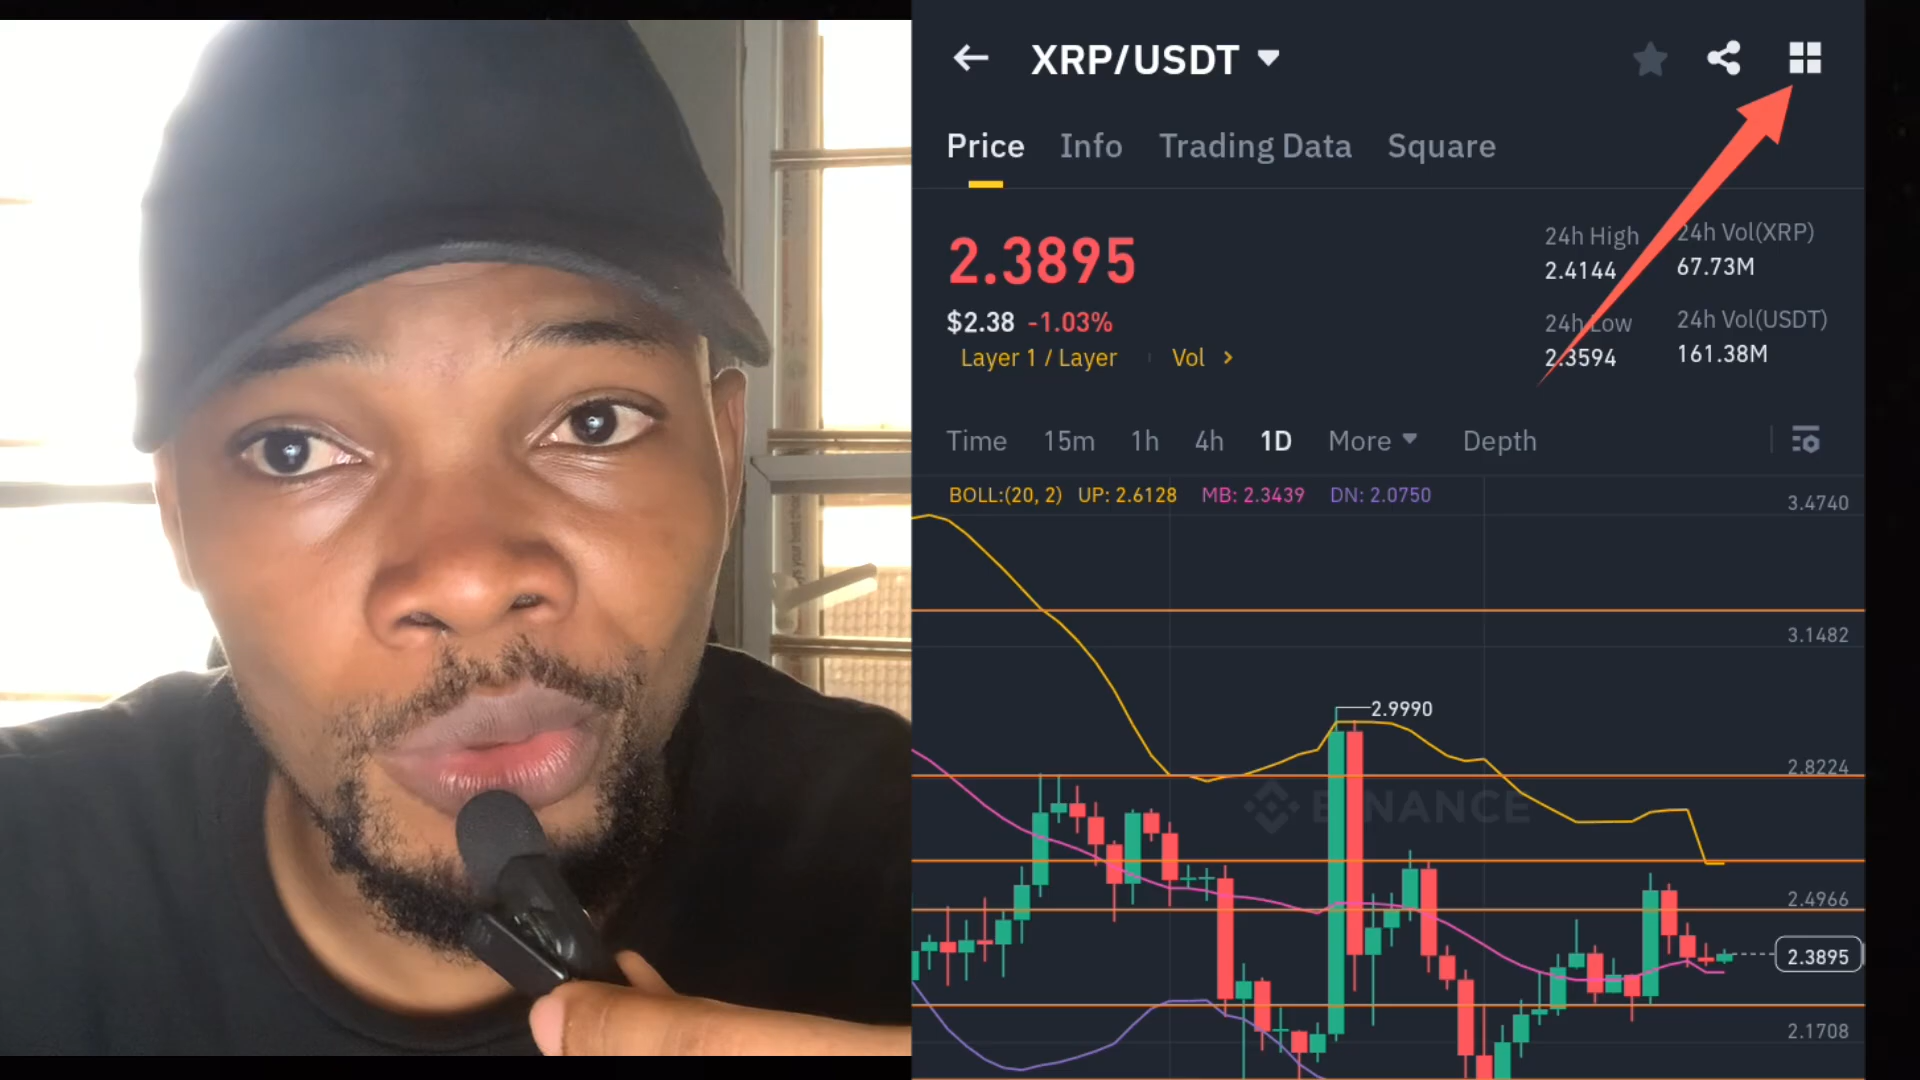 XRP/USDT
Price Info Trading Data Square
2.3895
$2.38 -1.03%
Layer 1 / Layer Vol >
24h High
2.4144
24h Vol(XRP)
67.73M
24h Low
2.3594
24h Vol(USDT)
161.38M
Time 15m 1h 4h 1D More Depth
BOLL:(20, 2) UP: 2.6128 MB: 2.3439 DN: 2.0750
3.4740
3.1482
2.9990
2.8224
BINANCE
2.4966
2.3895
2.1708